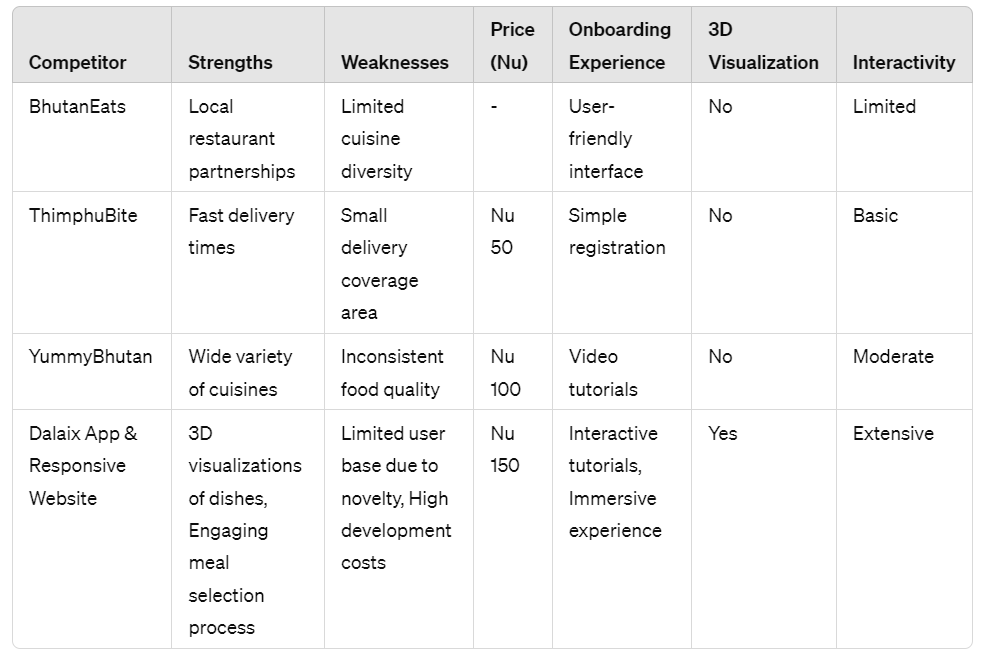 Competitor
Strengths
Weaknesses
Price
(Nu)
Onboarding
Experience
3D
Visualization
Interactivity
BhutanEats
Local
restaurant
partnerships
Limited
cuisine
diversity
-
User-
friendly
interface
No
Limited
ThimphuBite
Fast delivery
times
Small
delivery
coverage
area
Nu
50
Simple
registration
No
Basic
YummyBhutan
Wide variety
of cuisines
Inconsistent
food quality
Nu
100
Video
tutorials
No
Moderate
Dalaix App &
Responsive
Website
3D
visualizations
of dishes,
Engaging
meal
selection
process
Limited user
base due to
novelty, High
development
costs
Nu
150
Interactive
tutorials,
Immersive
experience
Yes
Extensive